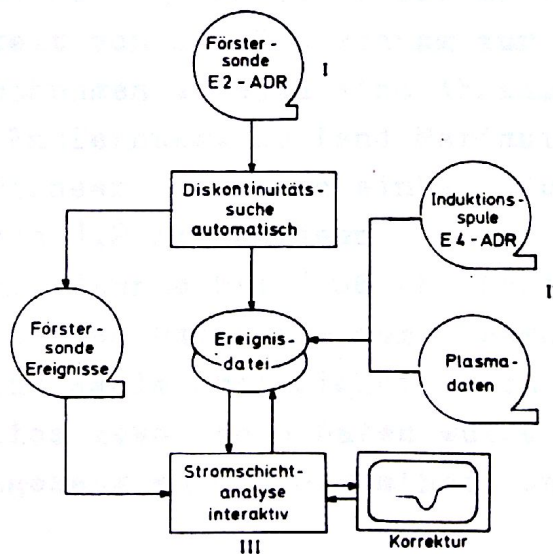 Förster-
sonde
E2-ADR
I
Diskontinuitäts-
suche
automatisch
Induktions-
spule
E4-ADR
II
Förster-
sonde
Ereignisse
Ereignis-
datei
Plasma-
daten
Stromschicht-
analyse
interaktiv
III
Korrektur